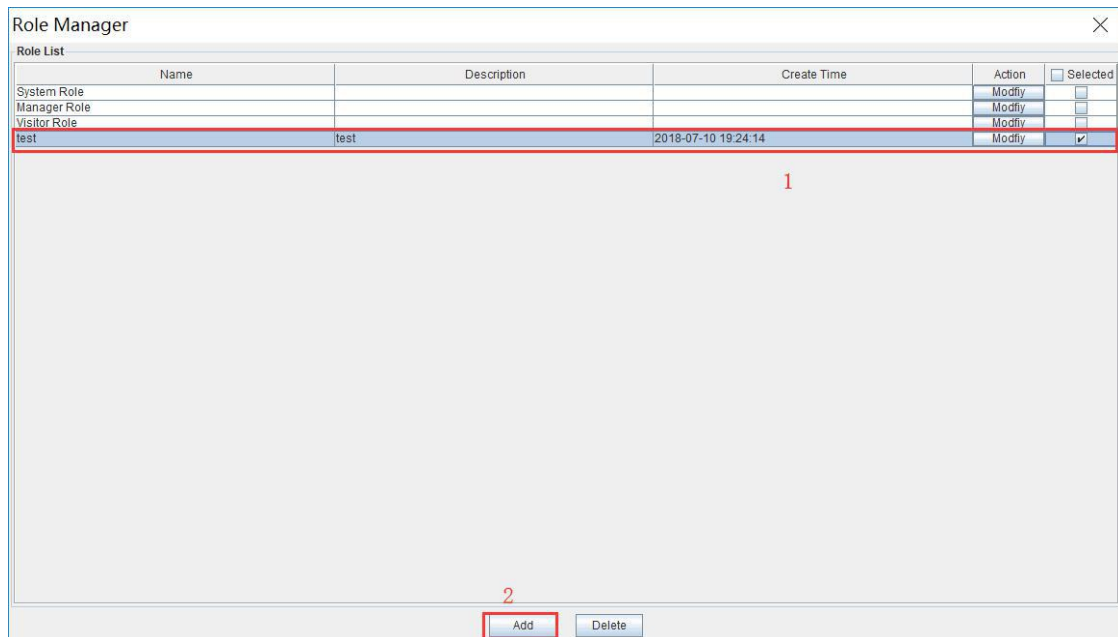 Role Manager
Role List
Name Description Create Time Action Selected
System Role Modfiy
Manager Role Modfiy
Visitor Role Modfiy
test test 2018-07-10 19:24:14 Modfiy
1
2
Add Delete